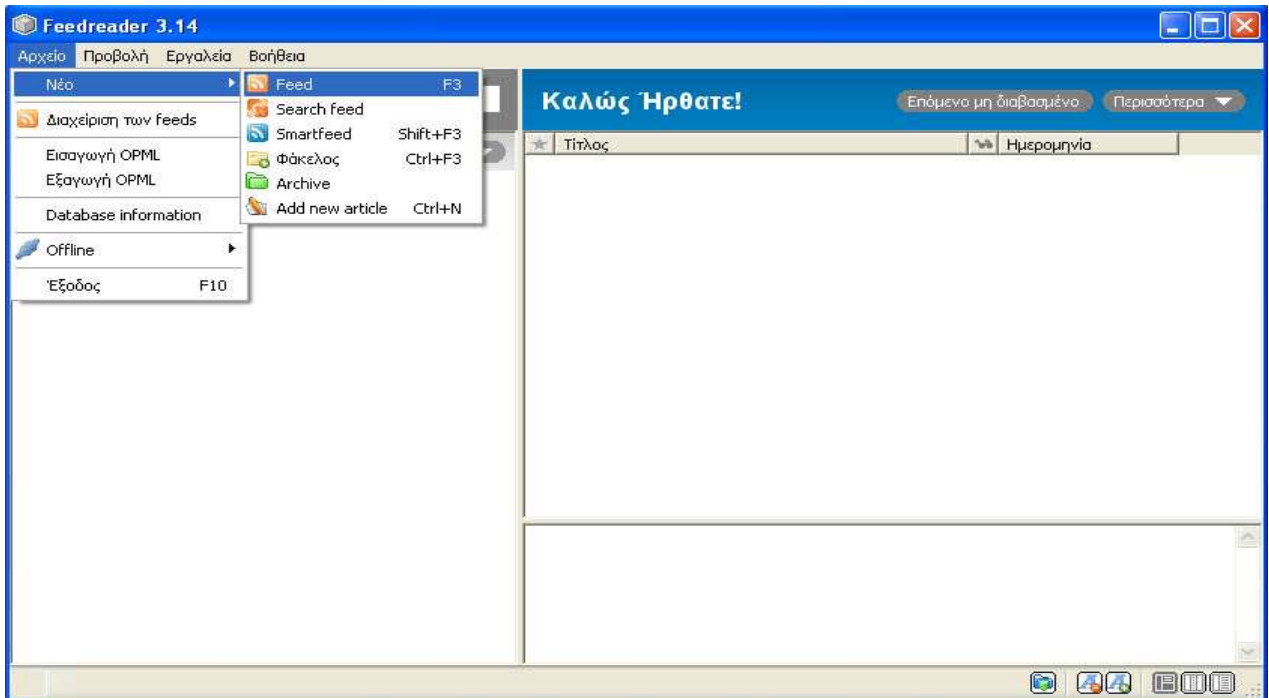 Feedreader 3.14
Αρχείο Προβολή Εργαλεία Βοήθεια
Νέο
Διαχείριση των feeds
Εισαγωγή OPML
Εξαγωγή OPML
Database information
Offline
Έξοδος F10
Feed F3
Search feed
Smartfeed Shift+F3
Φάκελος Ctrl+F3
Archive
Add new article Ctrl+N
Καλώς Ήρθατε!
Επόμενο μη διαβασμένο Περισσότερα
Τίτλος Ημερομηνία